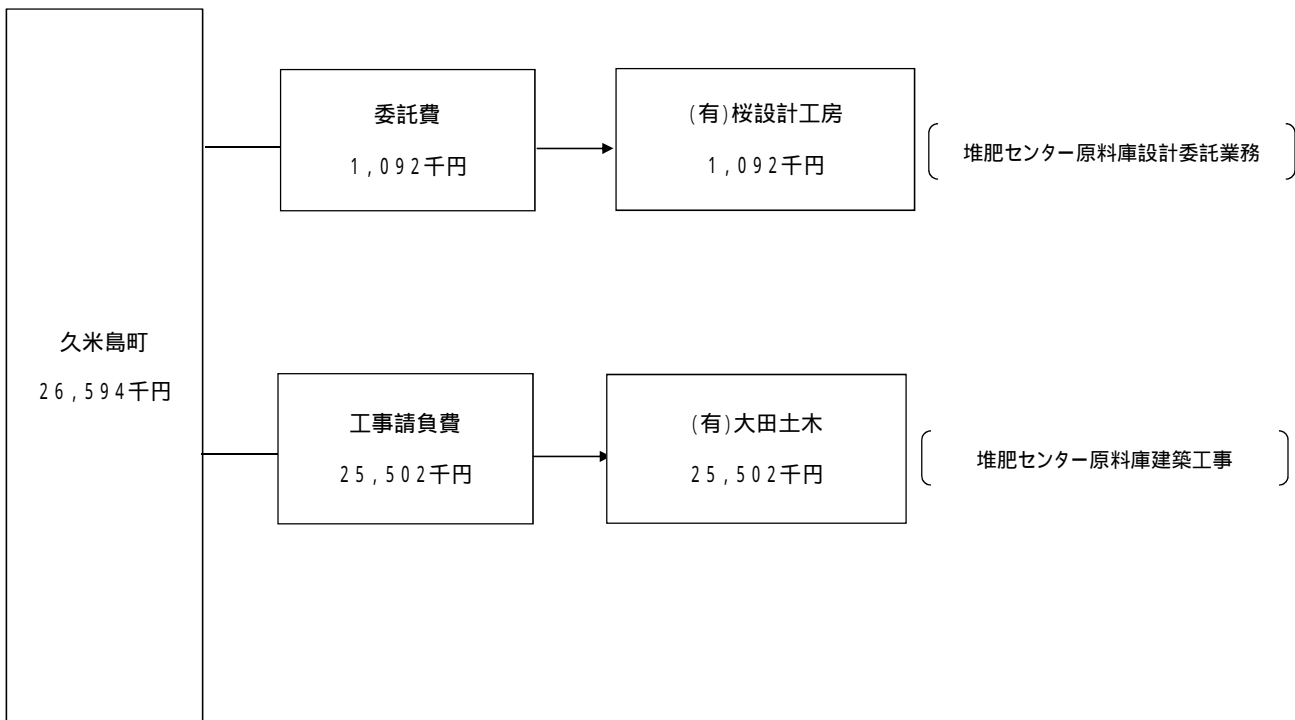 久米島町
26,594千円
委託費
1,092千円
(有)桜設計工房
1,092千円
堆肥センター原料庫設計委託業務
工事請負費
25,502千円
(有)大田土木
25,502千円
堆肥センター原料庫建築工事